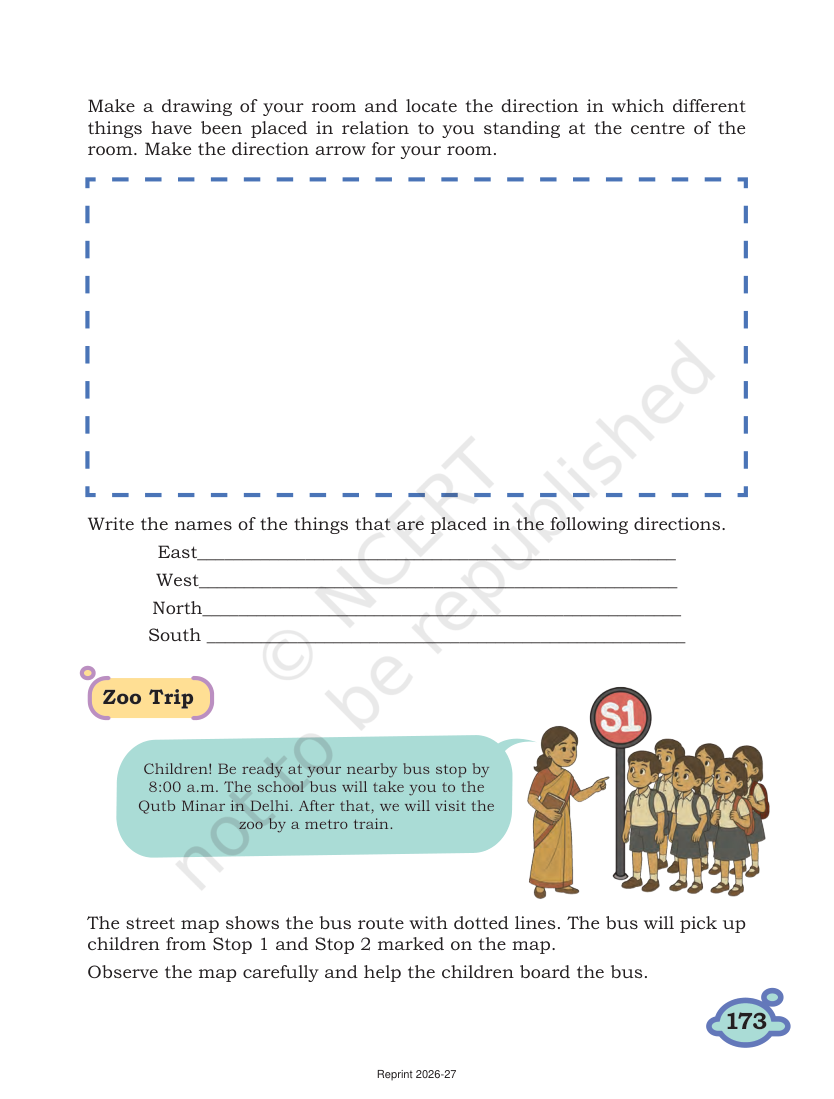 Make a drawing of your room and locate the direction in which different
things have been placed in relation to you standing at the centre of the
room. Make the direction arrow for your room.
Write the names of the things that are placed in the following directions.
East
West
North
South
© NCERT
not to be republished
Zoo Trip
S1
Children! Be ready at your nearby bus stop by
8:00 a.m. The school bus will take you to the
Qutb Minar in Delhi. After that, we will visit the
zoo by a metro train.
The street map shows the bus route with dotted lines. The bus will pick up
children from Stop 1 and Stop 2 marked on the map.
Observe the map carefully and help the children board the bus.
173
Reprint 2026-27